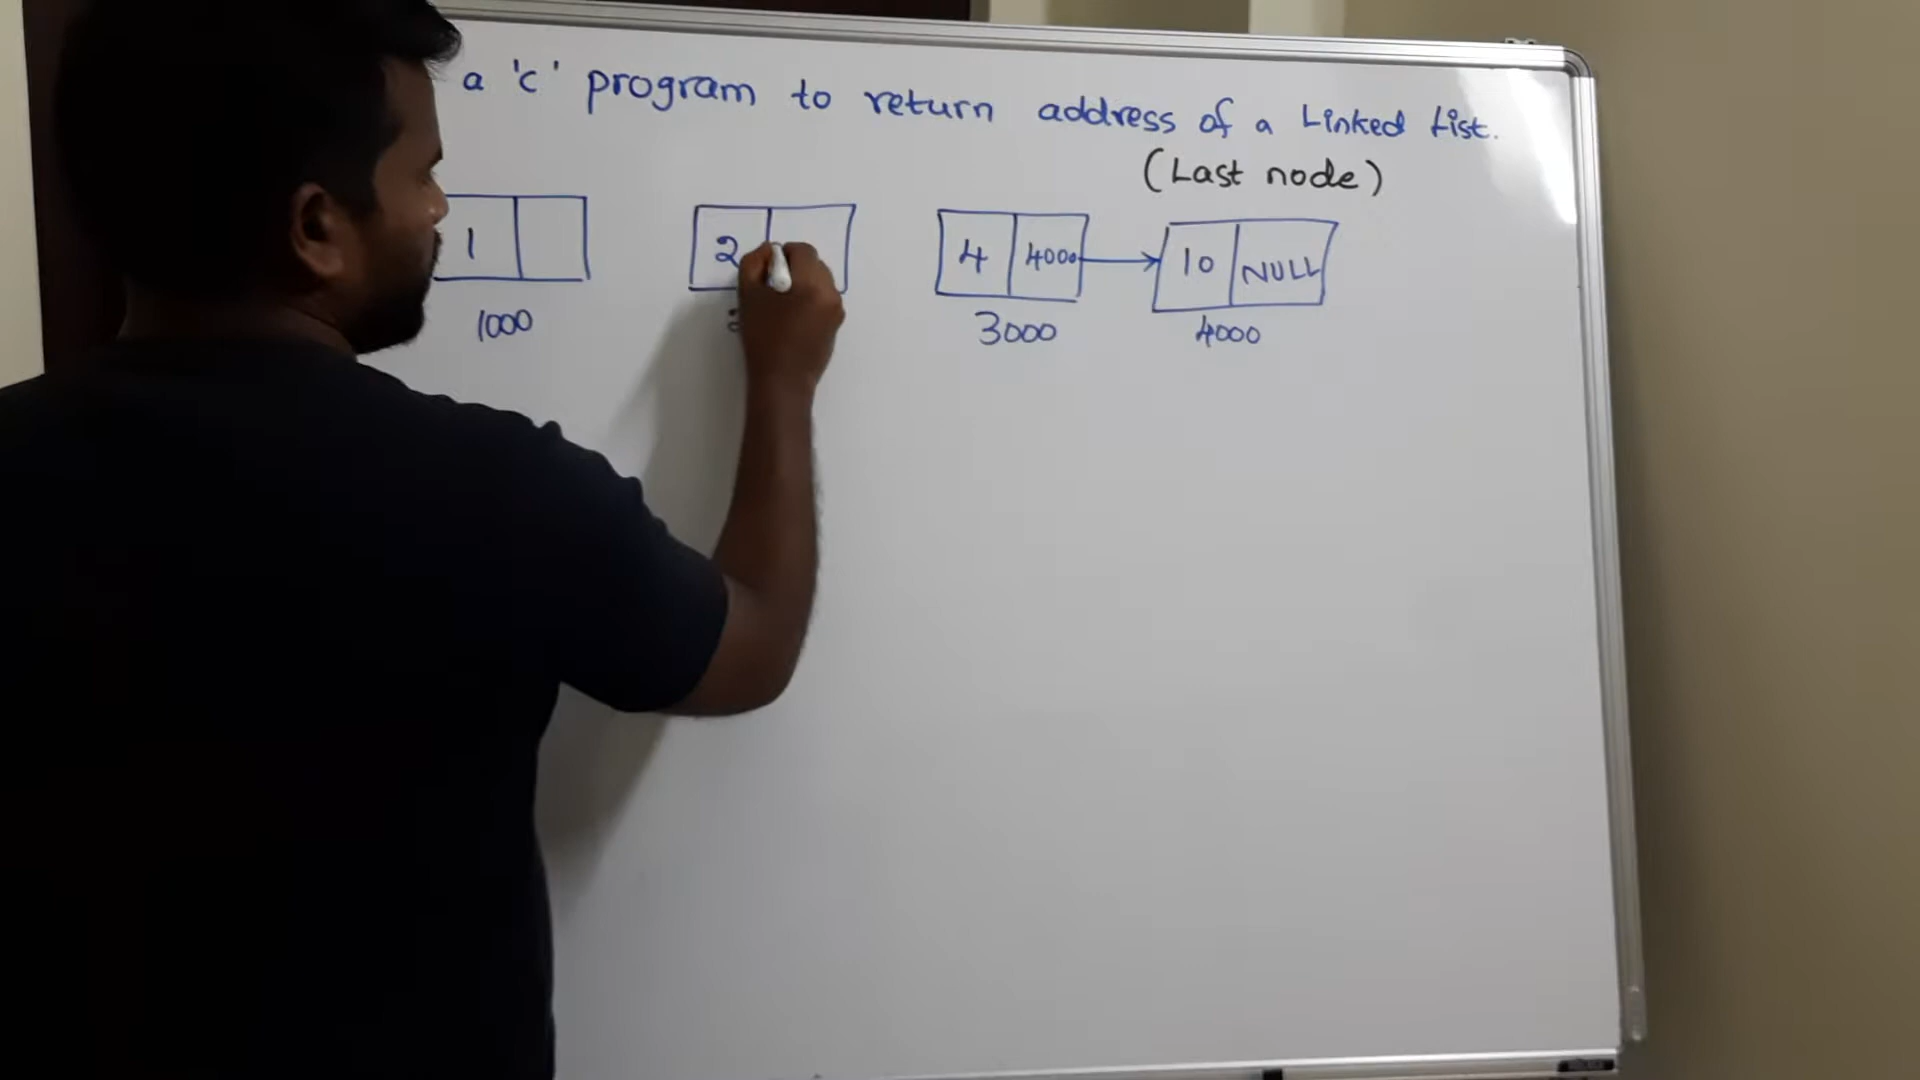 a 'c' program to return address of a Linked List.
(Last node)
1 2 4 4000 10 NULL
1000 3000 4000